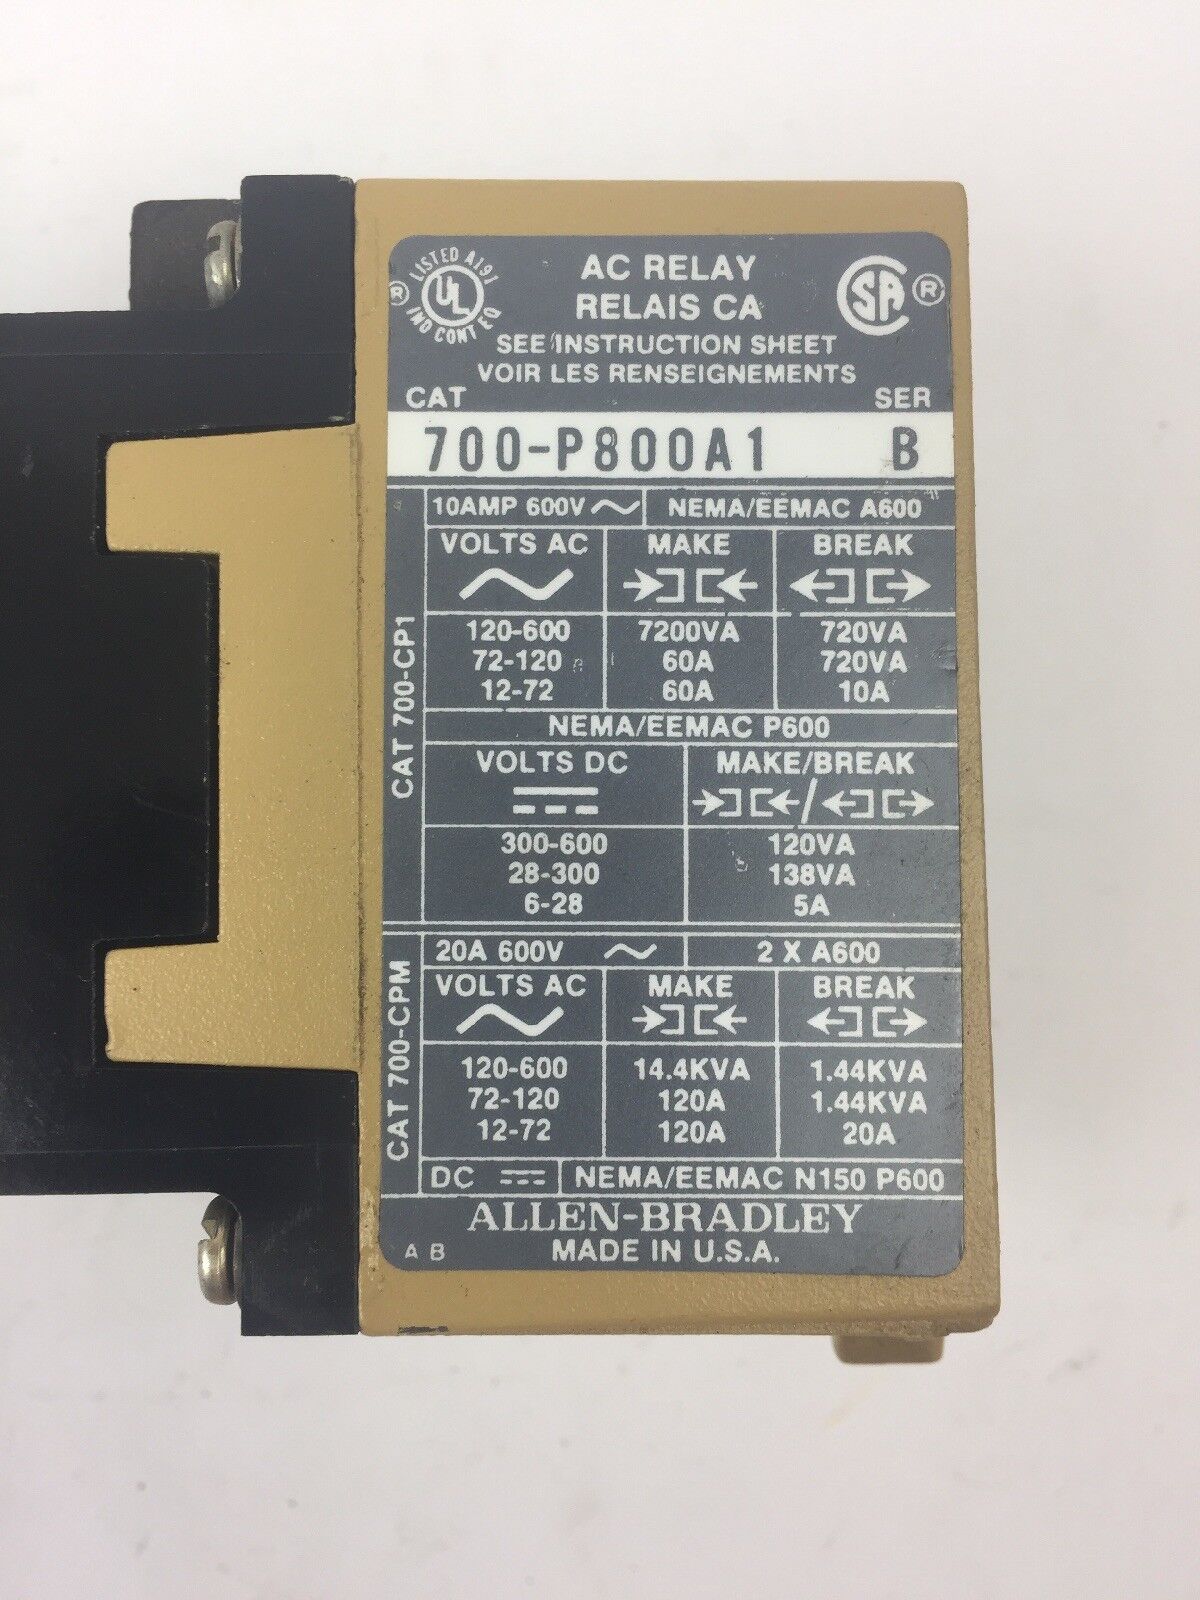 LISTED A191
UL
IND CONT EQ
®
AC RELAY
RELAIS CA
SA ®
SEE INSTRUCTION SHEET
VOIR LES RENSEIGNEMENTS
CAT SER
700-P800A1 B
CAT 700-CP1
10AMP 600V NEMA/EEMAC A600
VOLTS AC MAKE BREAK
120-600 7200VA 720VA
72-120 60A 720VA
12-72 60A 10A
NEMA/EEMAC P600
VOLTS DC MAKE/BREAK
300-600 120VA
28-300 138VA
6-28 5A
CAT 700-CPM
20A 600V 2 X A600
VOLTS AC MAKE BREAK
120-600 14.4KVA 1.44KVA
72-120 120A 1.44KVA
12-72 120A 20A
DC NEMA/EEMAC N150 P600
ALLEN-BRADLEY
A B MADE IN U.S.A.